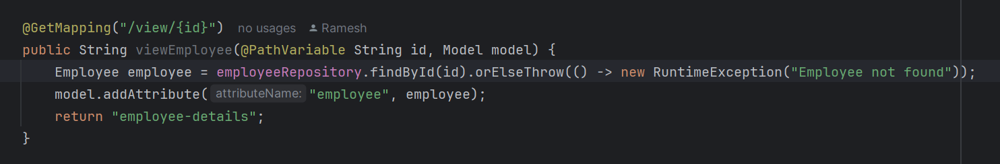 @GetMapping("/view/{id}") no usages Ramesh
public String viewEmployee(@PathVariable String id, Model model) {
Employee employee = employeeRepository.findById(id).orElseThrow(() -> new RuntimeException("Employee not found"));
model.addAttribute( attributeName: "employee", employee);
return "employee-details";
}